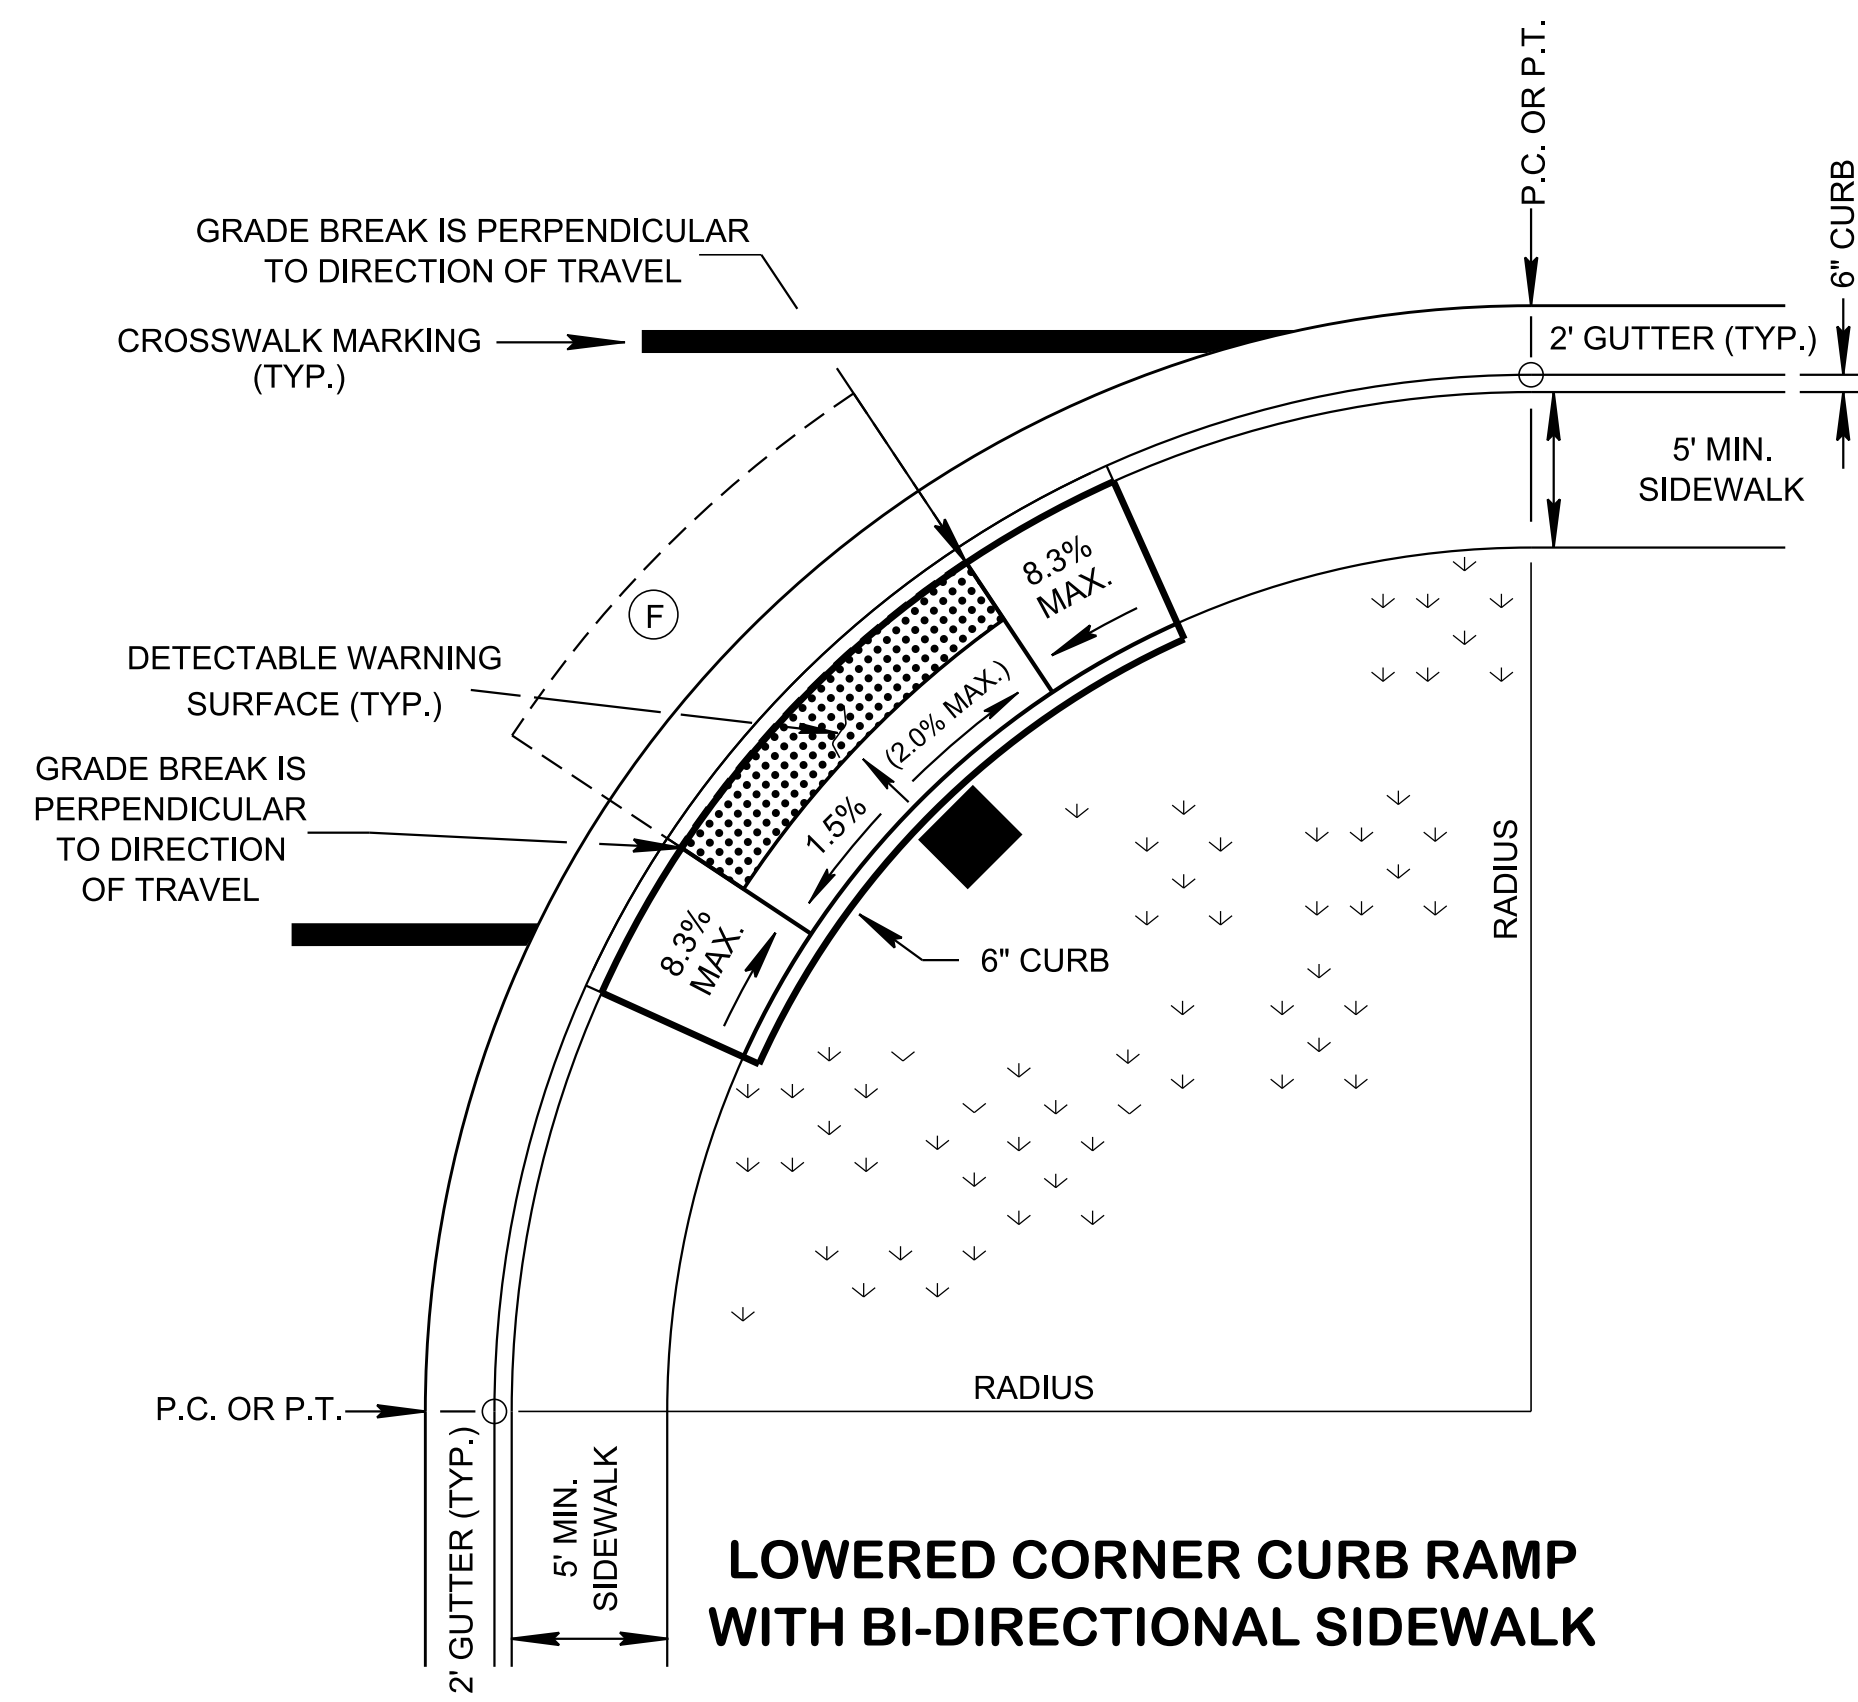 P.C. OR P.T.
6" CURB
GRADE BREAK IS PERPENDICULAR
TO DIRECTION OF TRAVEL
CROSSWALK MARKING
(TYP.)
2' GUTTER (TYP.)
5' MIN.
SIDEWALK
8.3%
MAX.
F
DETECTABLE WARNING
SURFACE (TYP.)
(2.0% MAX.)
GRADE BREAK IS
PERPENDICULAR
TO DIRECTION
OF TRAVEL
1.5%
RADIUS
8.3%
MAX.
6" CURB
RADIUS
P.C. OR P.T.
2' GUTTER (TYP.)
5' MIN.
SIDEWALK
LOWERED CORNER CURB RAMP
WITH BI-DIRECTIONAL SIDEWALK